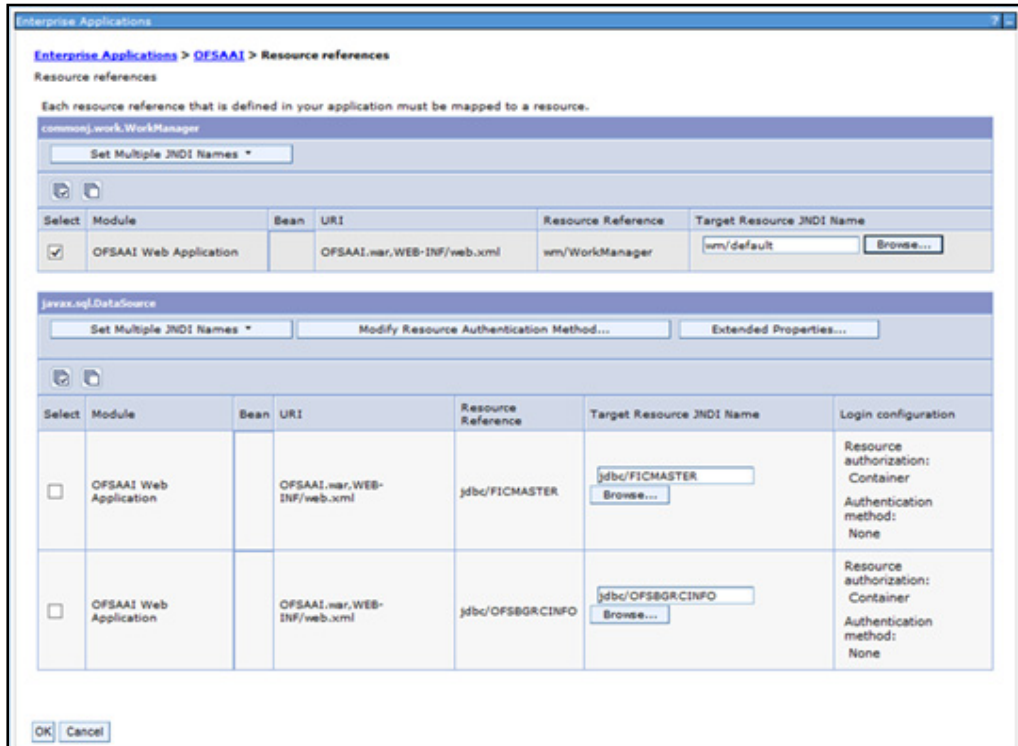 Enterprise Applications ? -
Enterprise Applications > OFSAAI > Resource references
Resource references
Each resource reference that is defined in your application must be mapped to a resource.
commonj.work.WorkManager
Set Multiple JNDI Names
Select Module Bean URI Resource Reference Target Resource JNDI Name
OFSAAI Web Application OFSAAI.war,WEB-INF/web.xml wm/WorkManager wm/default Browse...
javax.sql.DataSource
Set Multiple JNDI Names Modify Resource Authentication Method... Extended Properties...
Select Module Bean URI Resource Reference Target Resource JNDI Name Login configuration
OFSAAI Web Application OFSAAI.war,WEB-INF/web.xml jdbc/FICMASTER jdbc/FICMASTER Browse...
Resource authorization:
Container
Authentication method:
None
OFSAAI Web Application OFSAAI.war,WEB-INF/web.xml jdbc/OFSBGRCINFO jdbc/OFSBGRCINFO Browse...
Resource authorization:
Container
Authentication method:
None
OK Cancel